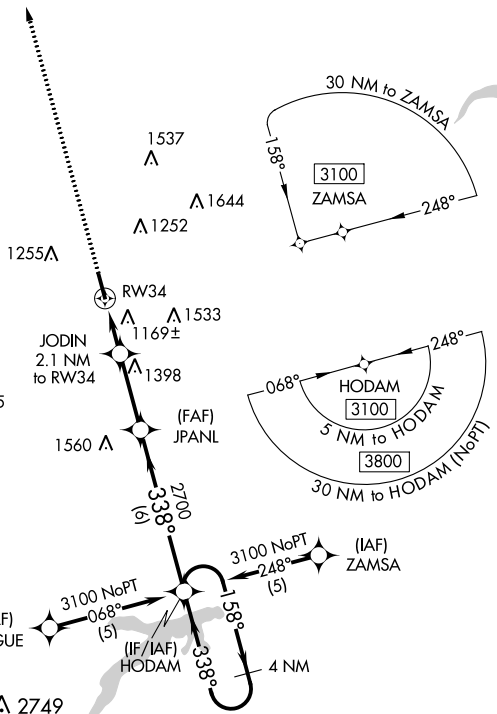 30 NM to ZAMSA
158°
3100
ZAMSA
248°
1537
1644
1252
1255
RW34
1533
1169±
JODIN
2.1 NM
to RW34
1398
248°
068°
HODAM
3100
5 NM to HODAM
3800
30 NM to HODAM (NoPT)
5
(FAF)
JPANL
1560
2700
338°
(6)
3100 NoPT
248°
(5)
(IAF)
ZAMSA
3100 NoPT
068°
(5)
F)
GUE
158°
(IF/IAF)
HODAM
338°
4 NM
2749